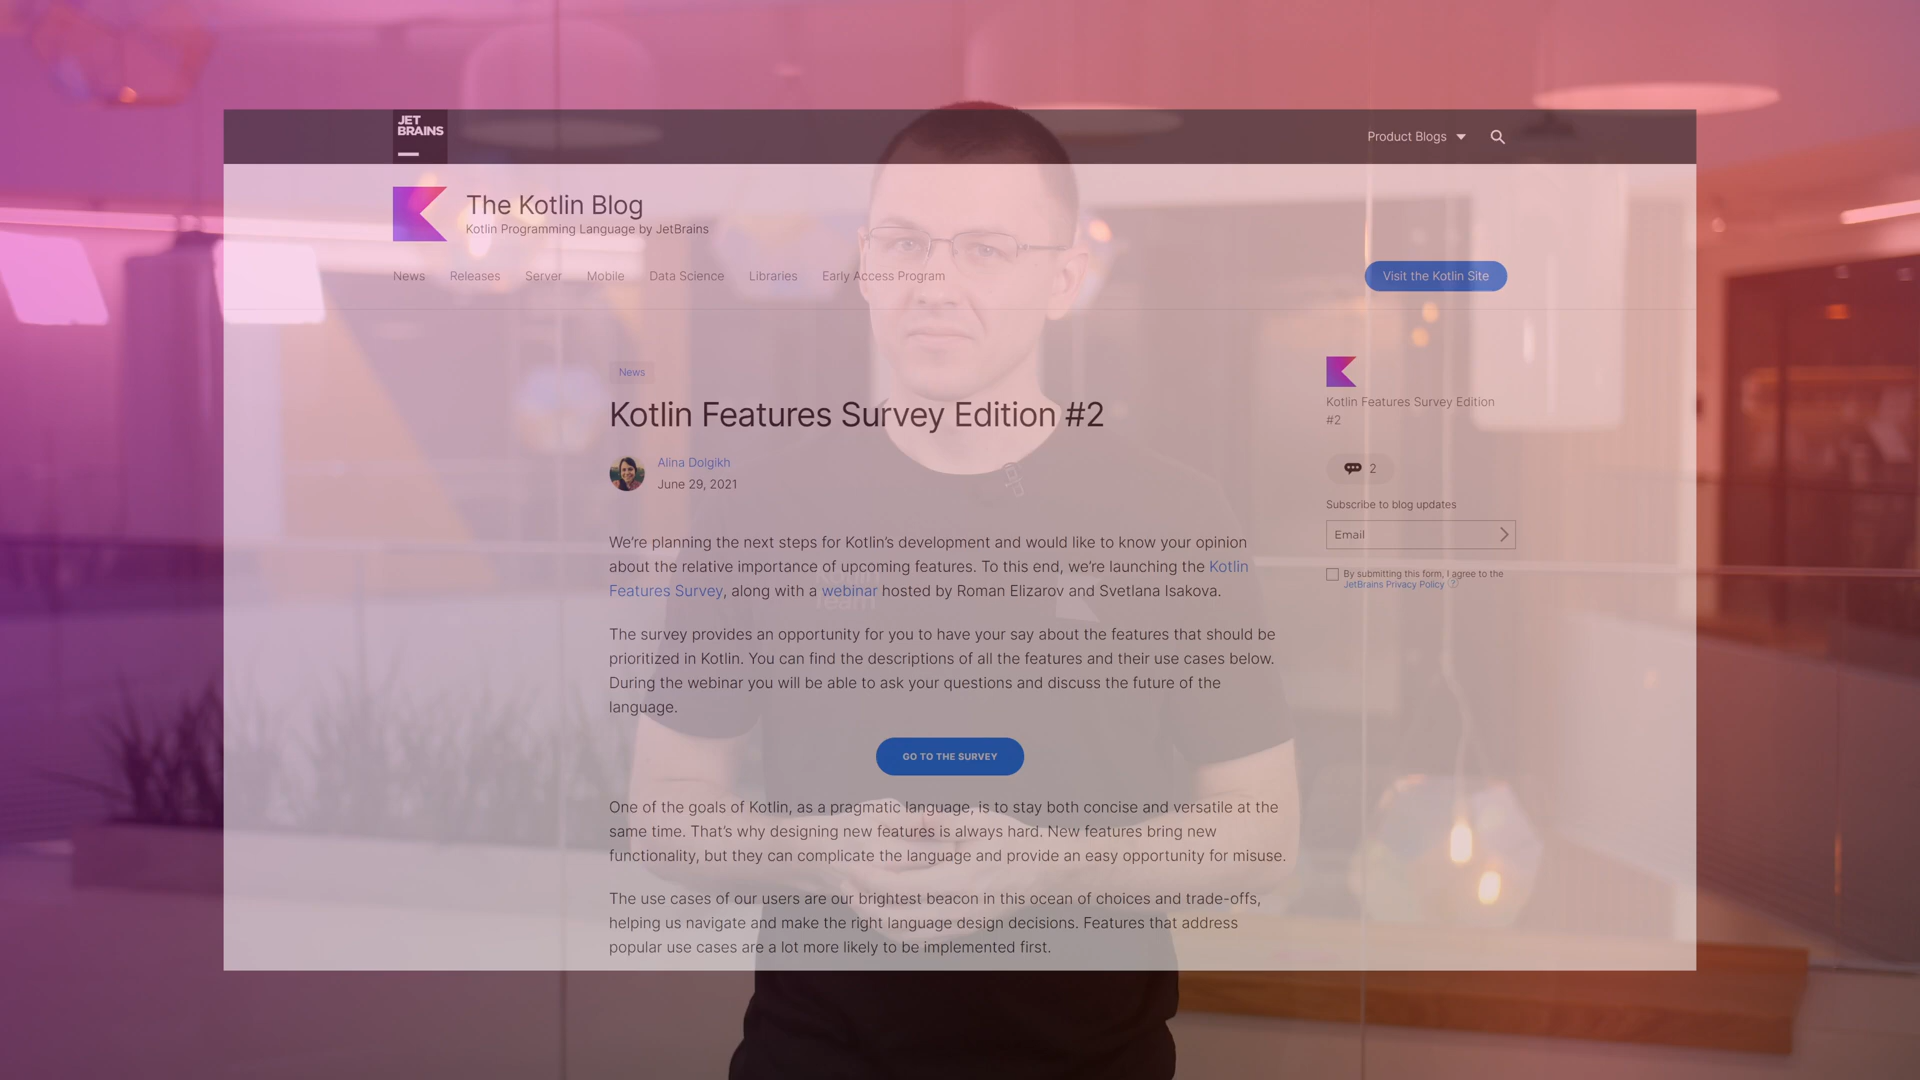 JET
BRAINS
Product Blogs
The Kotlin Blog
Kotlin Programming Language by JetBrains
News Releases Server Mobile Data Science Libraries Early Access Program
Visit the Kotlin Site
News
Kotlin Features Survey Edition #2
Alina Dolgikh
June 29, 2021
We're planning the next steps for Kotlin's development and would like to know your opinion
about the relative importance of upcoming features. To this end, we're launching the Kotlin
Features Survey, along with a webinar hosted by Roman Elizarov and Svetlana Isakova.
The survey provides an opportunity for you to have your say about the features that should be
prioritized in Kotlin. You can find the descriptions of all the features and their use cases below.
During the webinar you will be able to ask your questions and discuss the future of the
language.
GO TO THE SURVEY
One of the goals of Kotlin, as a pragmatic language, is to stay both concise and versatile at the
same time. That's why designing new features is always hard. New features bring new
functionality, but they can complicate the language and provide an easy opportunity for misuse.
The use cases of our users are our brightest beacon in this ocean of choices and trade-offs,
helping us navigate and make the right language design decisions. Features that address
popular use cases are a lot more likely to be implemented first.
Kotlin Features Survey Edition
#2
2
Subscribe to blog updates
Email
By submitting this form, I agree to the
JetBrains Privacy Policy ?
Kotlin
Team